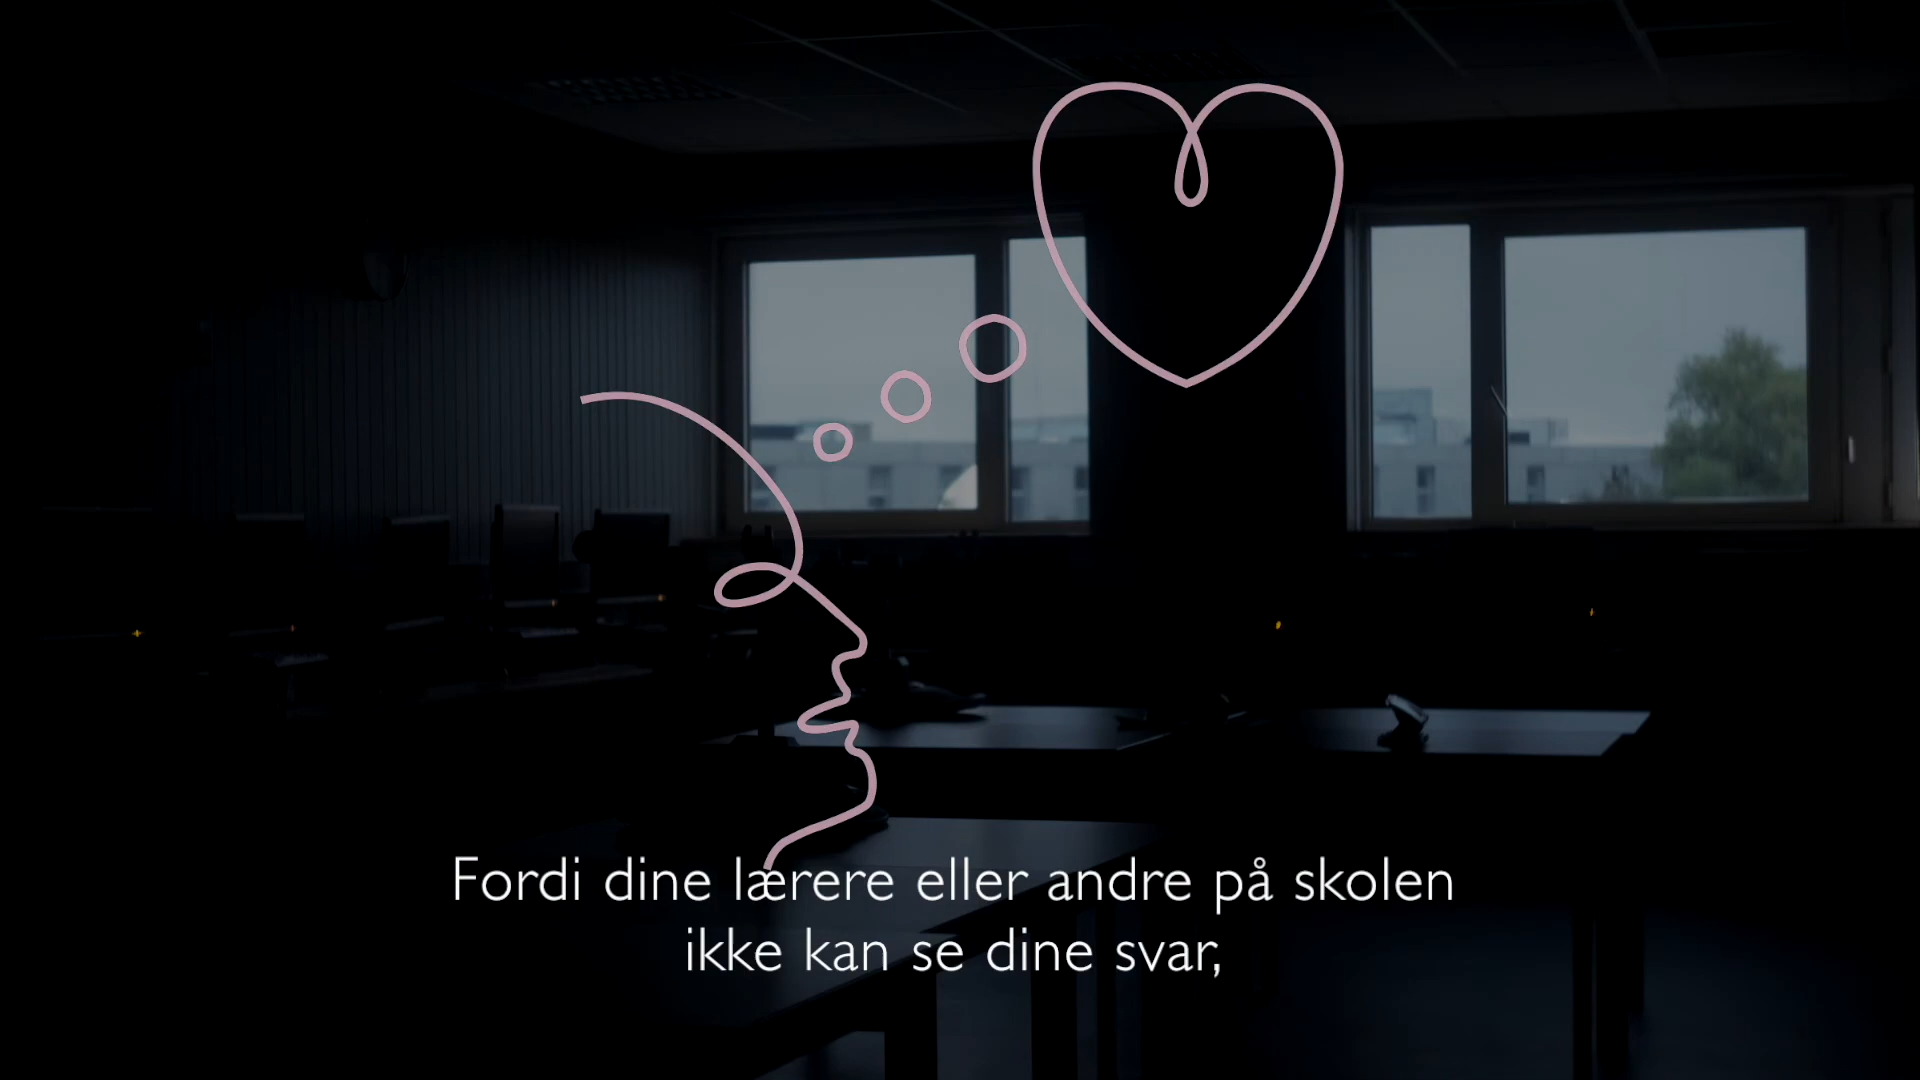 Fordi dine lærere eller andre på skolen
ikke kan se dine svar,